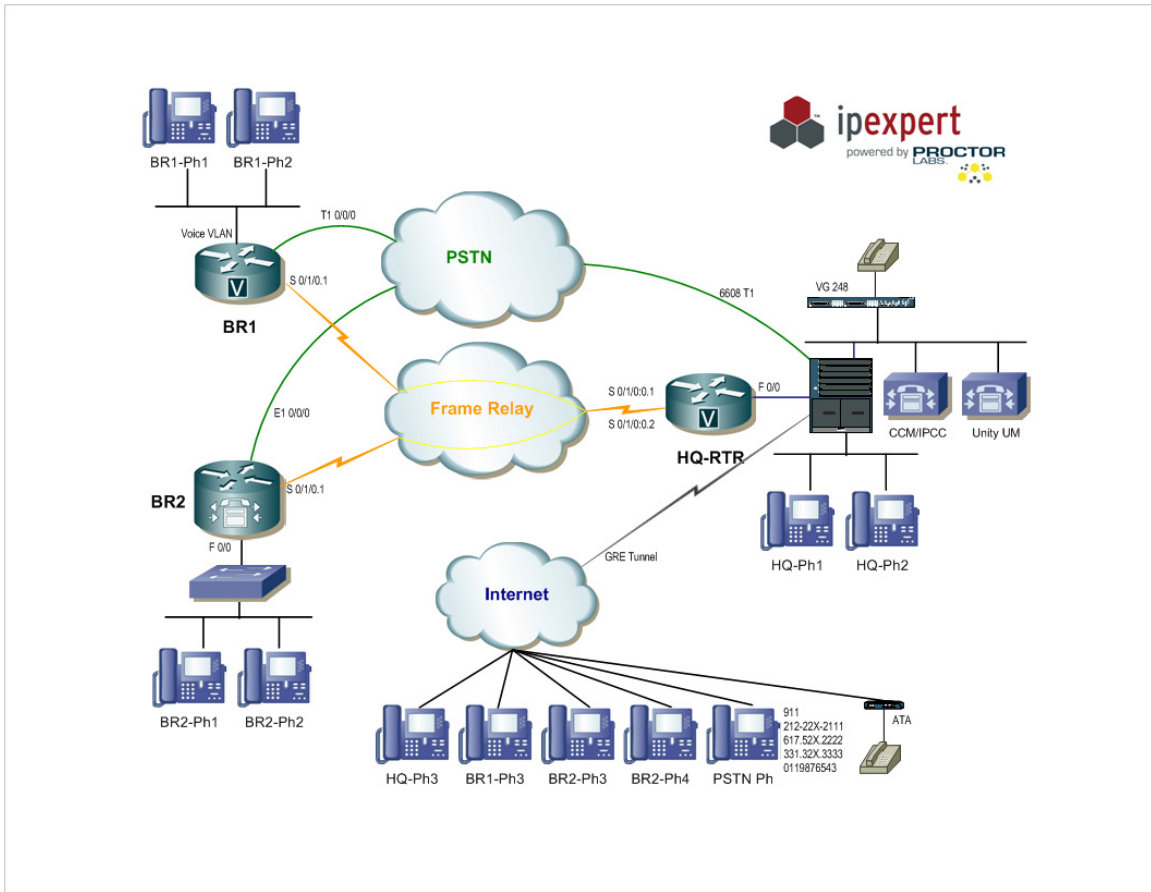 BR1-Ph1
BR1-Ph2
ipexpert
TM
powered by PROCTOR
LABS
Voice VLAN
T1 0/0/0
PSTN
V
S 0/1/0.1
BR1
6608 T1
VG 248
E1 0/0/0
Frame Relay
S 0/1/0:0.1
S 0/1/0:0.2
V
F 0/0
HQ-RTR
CCM/IPCC
Unity UM
BR2
S 0/1/0.1
F 0/0
HQ-Ph1
HQ-Ph2
GRE Tunnel
Internet
BR2-Ph1
BR2-Ph2
911
212-22X-2111
617.52X.2222
331.32X.3333
0119876543
ATA
HQ-Ph3
BR1-Ph3
BR2-Ph3
BR2-Ph4
PSTN Ph